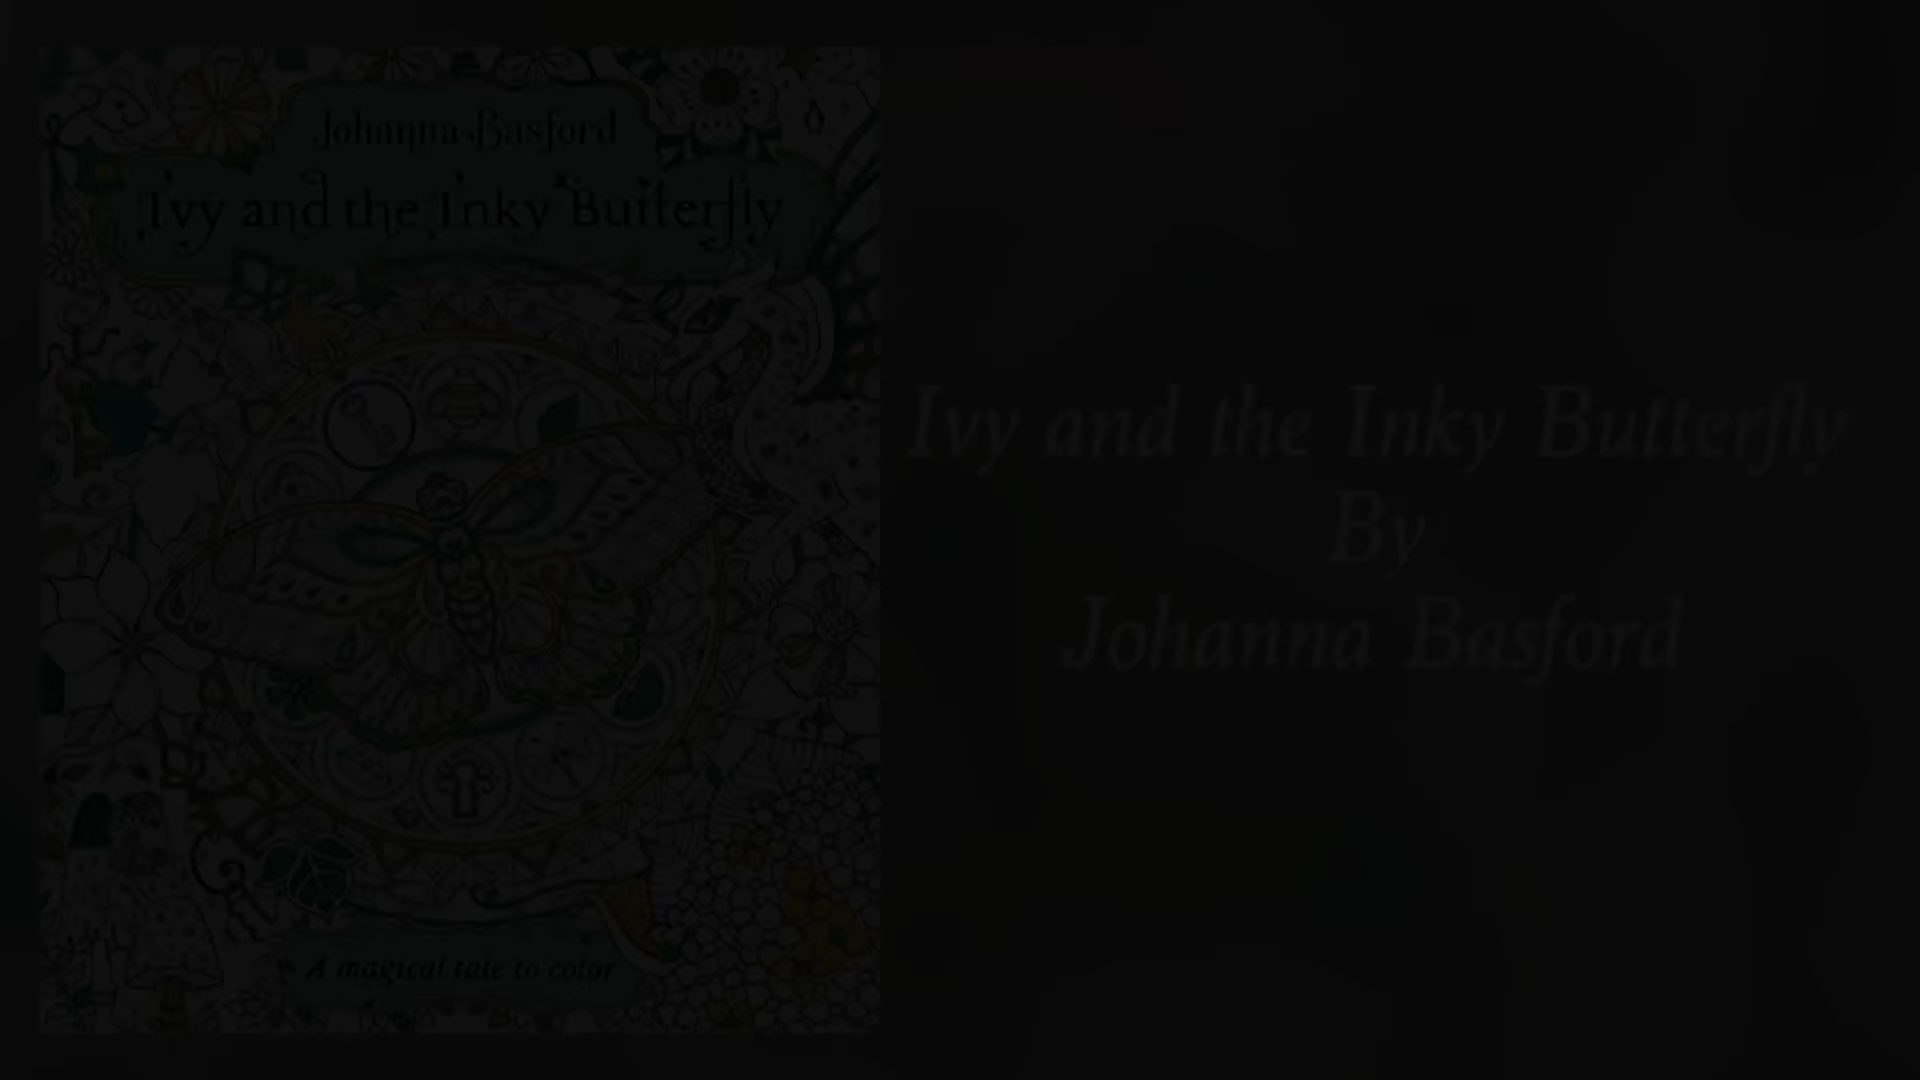 Johanna Basford
Ivy and the Inky Butterfly
A magical tale to color
Ivy and the Inky Butterfly
By
Johanna Basford